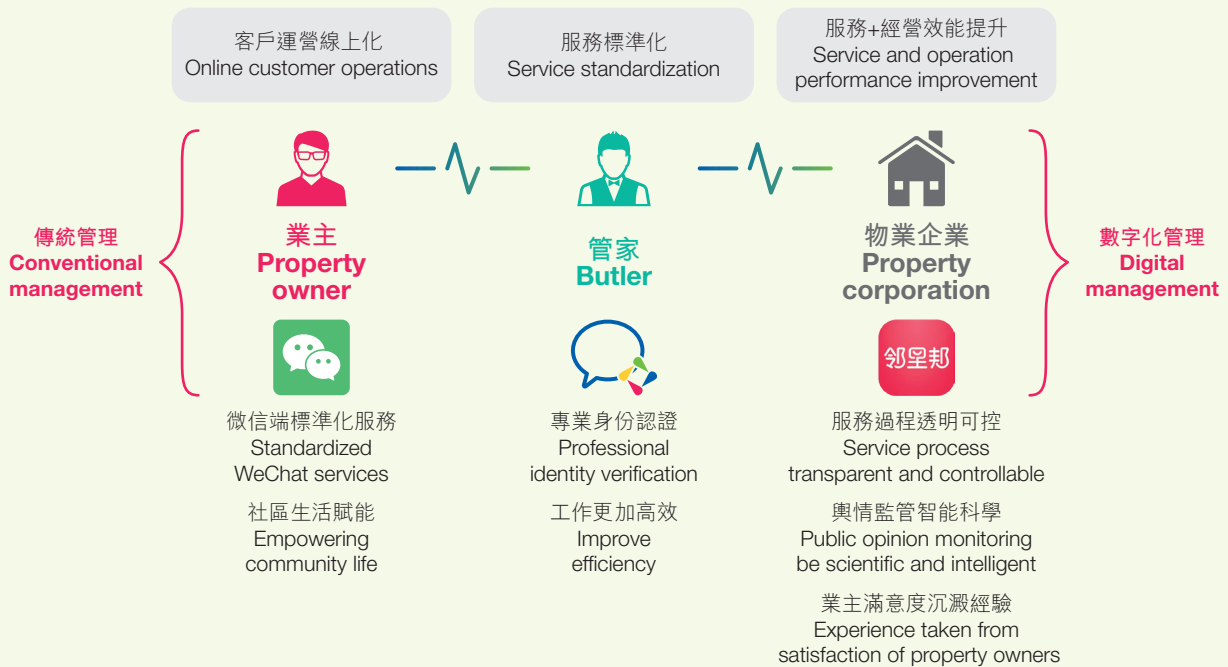 客戶運營線上化
Online customer operations
服務標準化
Service standardization
服務+經營效能提升
Service and operation
performance improvement
傳統管理
Conventional
management
業主
Property
owner
管家
Butler
物業企業
Property
corporation
數字化管理
Digital
management
邻里邦
微信端標準化服務
Standardized
WeChat services
社區生活賦能
Empowering
community life
專業身份認證
Professional
identity verification
工作更加高效
Improve
efficiency
服務過程透明可控
Service process
transparent and controllable
輿情監管智能科學
Public opinion monitoring
be scientific and intelligent
業主滿意度沉澱經驗
Experience taken from
satisfaction of property owners